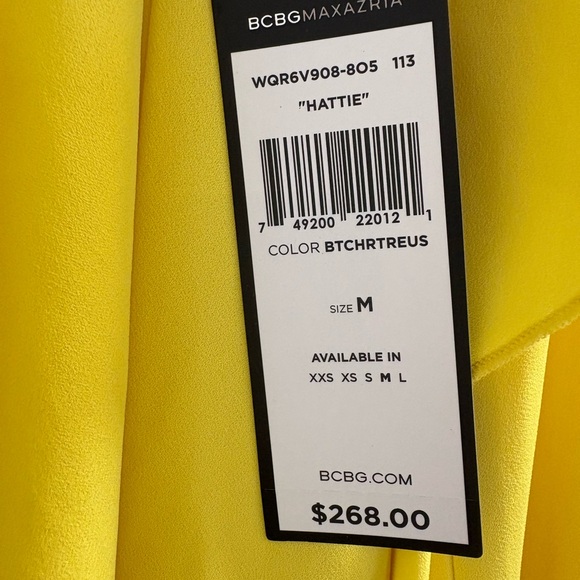 BCBGMAXAZRIA
WQR6V908-8O5 113
"HATTIE"
7 49200 22012 1
COLOR BTCHRTREUS
SIZE M
AVAILABLE IN
XXS XS S M L
BCBG.COM
$268.00